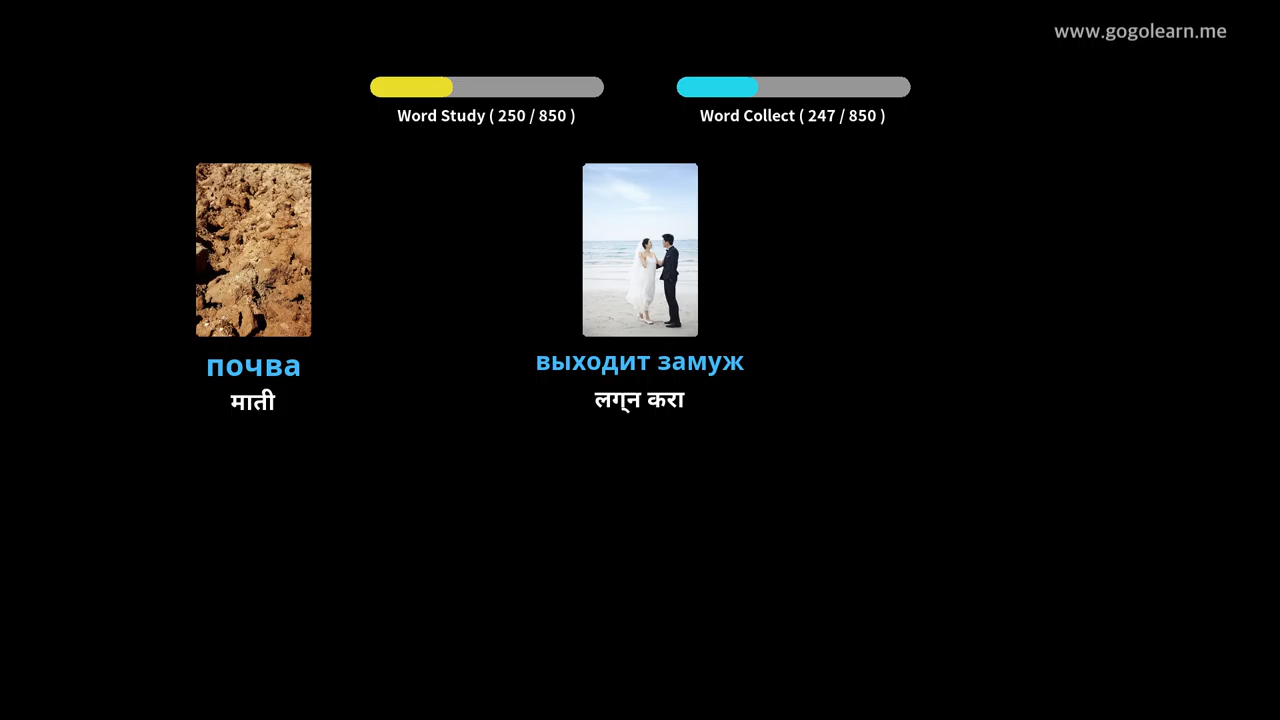 www.gogolearn.me
Word Study ( 250 / 850 )
Word Collect ( 247 / 850 )
почва
माती
выходит замуж
लग्न करा